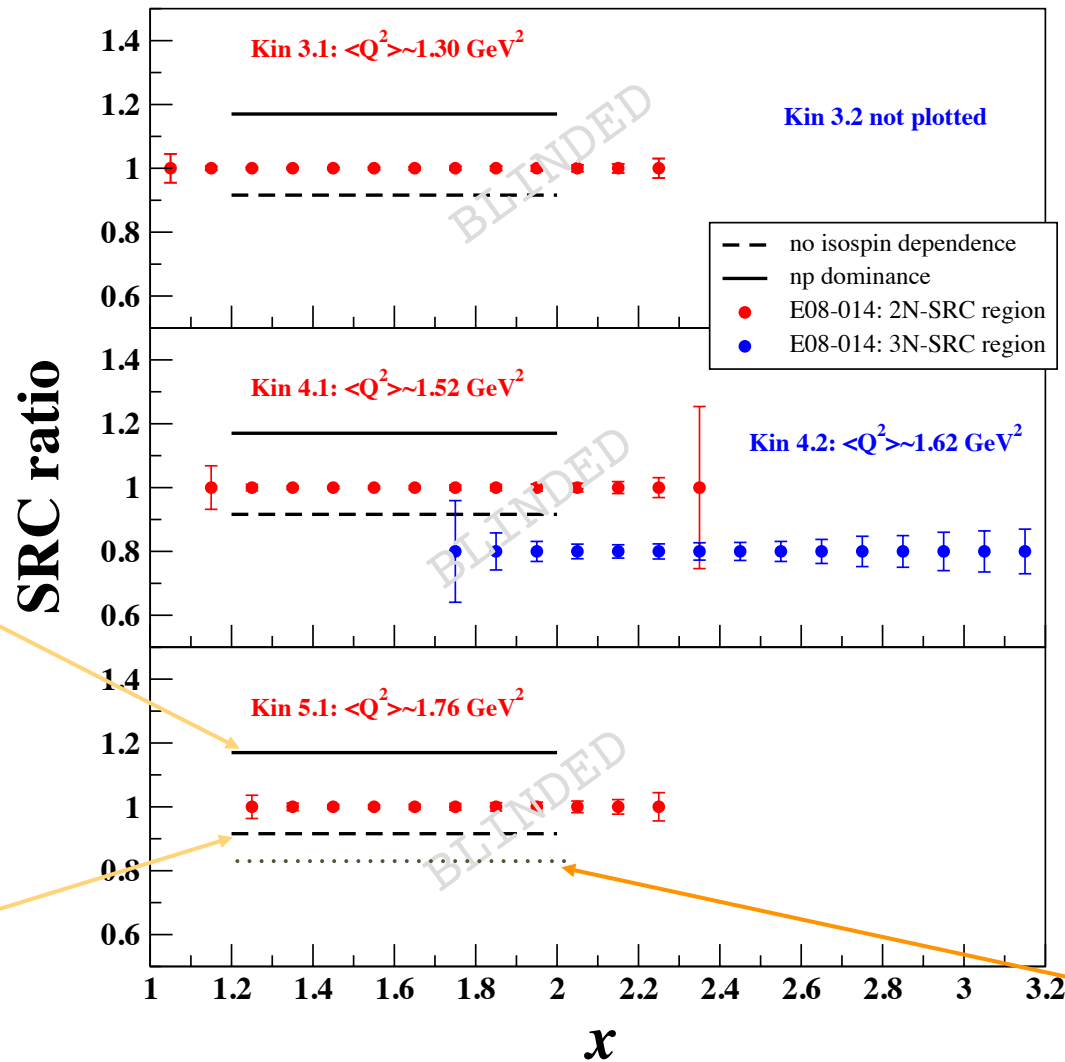 1.4
Kin 3.1: <Q²>~1.30 GeV²
1.2
Kin 3.2 not plotted
1
BLINDED
0.8
0.6
no isospin dependence
np dominance
E08-014: 2N-SRC region
E08-014: 3N-SRC region
SRC ratio
1.4
Kin 4.1: <Q²>~1.52 GeV²
1.2
Kin 4.2: <Q²>~1.62 GeV²
1
BLINDED
0.8
0.6
1.4
Kin 5.1: <Q²>~1.76 GeV²
1.2
1
BLINDED
0.8
0.6
1 1.2 1.4 1.6 1.8 2 2.2 2.4 2.6 2.8 3 3.2
x